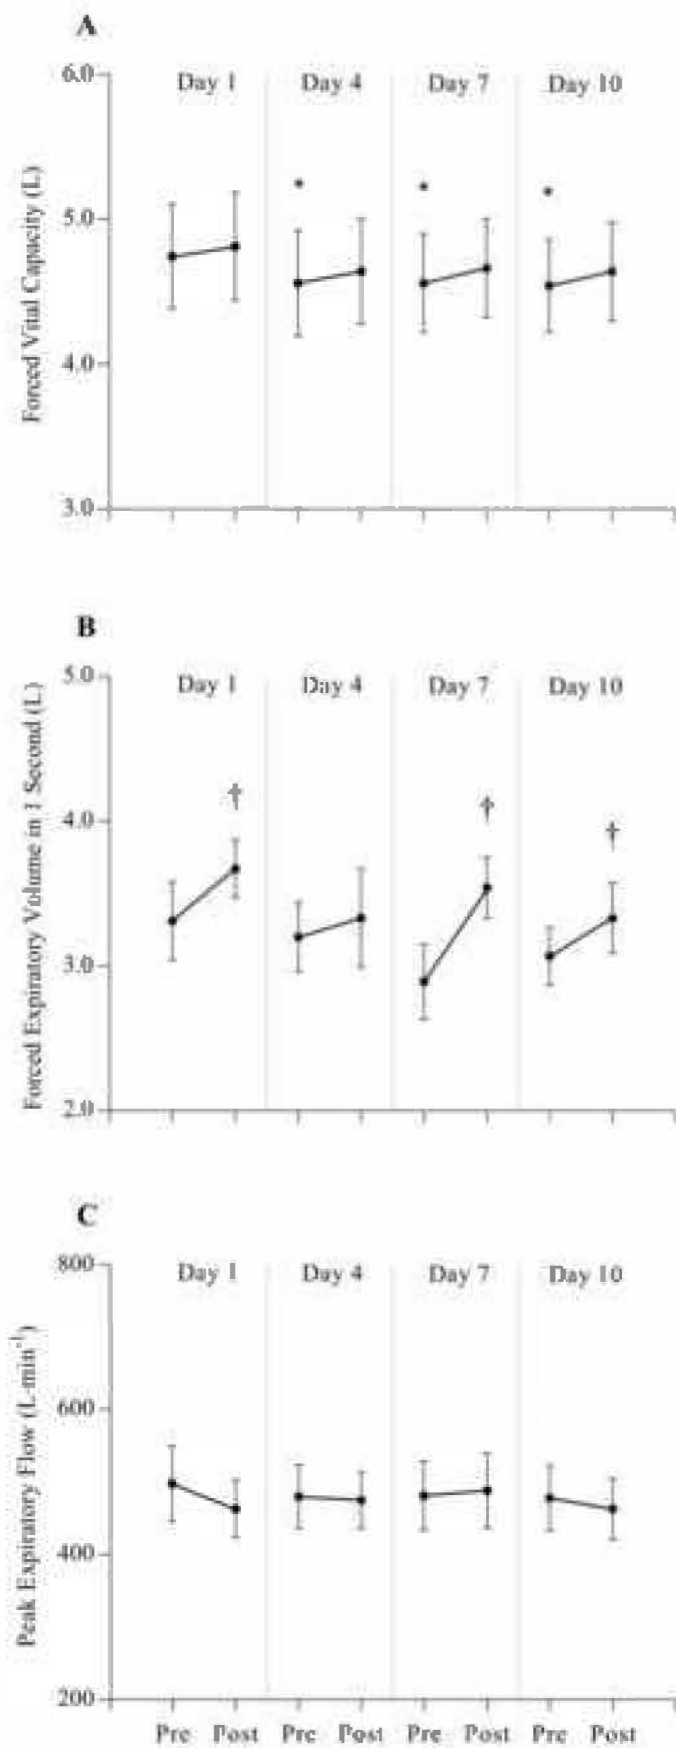 A
Forced Vital Capacity (L)
6.0
5.0
4.0
3.0
Day 1 Day 4 Day 7 Day 10
* * *
B
Forced Expiratory Volume in 1 Second (L)
5.0
4.0
3.0
2.0
Day 1 Day 4 Day 7 Day 10
† † †
C
Peak Expiratory Flow (L·min⁻¹)
800
600
400
200
Day 1 Day 4 Day 7 Day 10
Pre Post Pre Post Pre Post Pre Post